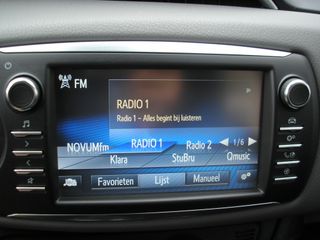 FM
RADIO 1
Radio 1 – Alles begint bij luisteren
NOVUMfm RADIO 1 Radio 2 1/6
Klara StuBru Qmusic
Favorieten Lijst Manueel